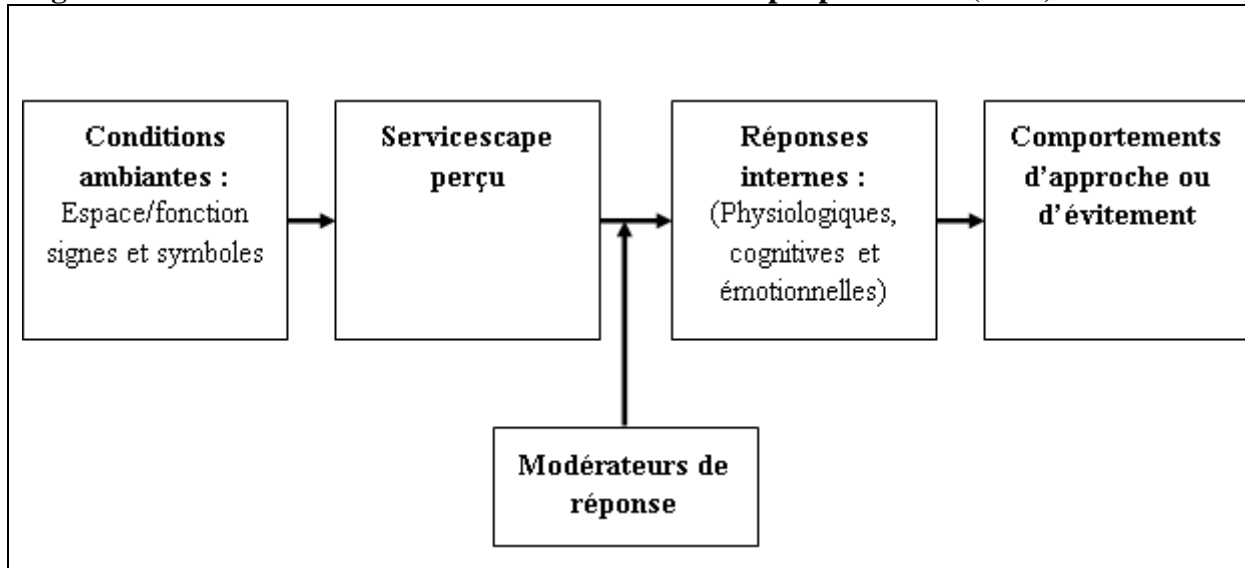 Conditions
ambiantes :
Espace/fonction
signes et symboles
Servicescape
perçu
Réponses
internes :
(Physiologiques,
cognitives et
émotionnelles)
Comportements
d'approche ou
d'évitement
Modérateurs de
réponse